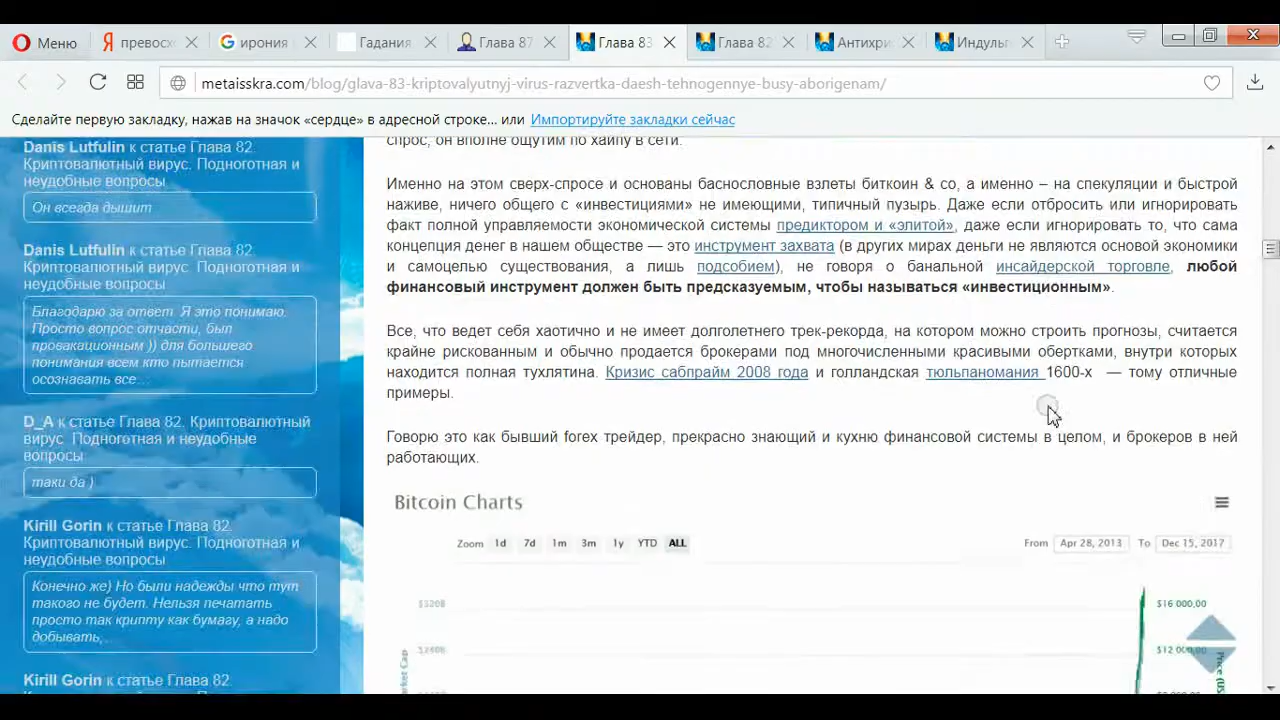 Меню
превосх
ирония
Гадания
Глава 87
Глава 83
Глава 82
Антихри
Индульг
metaisskra.com/blog/glava-83-kriptovalyutnyj-virus-razvertka-daesh-tehnogennye-busy-aborigenam/
Сделайте первую закладку, нажав на значок «сердце» в адресной строке... или Импортируйте закладки сейчас
Danis Lutfulin к статье Глава 82.
Криптовалютный вирус. Подноготная и
неудобные вопросы
Он всегда дышит
Danis Lutfulin к статье Глава 82.
Криптовалютный вирус. Подноготная и
неудобные вопросы
Благодарю за ответ. Я это понимаю.
Просто вопрос отчасти, был
провакационным )) для большего
понимания всем кто пытается
осознавать все...
D_A к статье Глава 82. Криптовалютный
вирус. Подноготная и неудобные
вопросы
таки да )
Kirill Gorin к статье Глава 82.
Криптовалютный вирус. Подноготная и
неудобные вопросы
Конечно же) Но были надежды что тут
такого не будет. Нельзя печатать
просто так крипту как бумагу, а надо
добывать,...
Kirill Gorin к статье Глава 82.
спрос, он вполне ощутим по хайпу в сети.
Именно на этом сверх-спросе и основаны баснословные взлеты биткоин & со, а именно – на спекуляции и быстрой
наживе, ничего общего с «инвестициями» не имеющими, типичный пузырь. Даже если отбросить или игнорировать
факт полной управляемости экономической системы предиктором и «элитой», даже если игнорировать то, что сама
концепция денег в нашем обществе — это инструмент захвата (в других мирах деньги не являются основой экономики
и самоцелью существования, а лишь подсобием), не говоря о банальной инсайдерской торговле, любой
финансовый инструмент должен быть предсказуемым, чтобы называться «инвестиционным».
Все, что ведет себя хаотично и не имеет долголетнего трек-рекорда, на котором можно строить прогнозы, считается
крайне рискованным и обычно продается брокерами под многочисленными красивыми обертками, внутри которых
находится полная тухлятина. Кризис сабпрайм 2008 года и голландская тюльпаномания 1600-х — тому отличные
примеры.
Говорю это как бывший forex трейдер, прекрасно знающий и кухню финансовой системы в целом, и брокеров в ней
работающих.
Bitcoin Charts
Zoom 1d 7d 1m 3m 1y YTD ALL
From Apr 28, 2013 To Dec 15, 2017
$320B
$16 000,00
$240B
$12 000,00